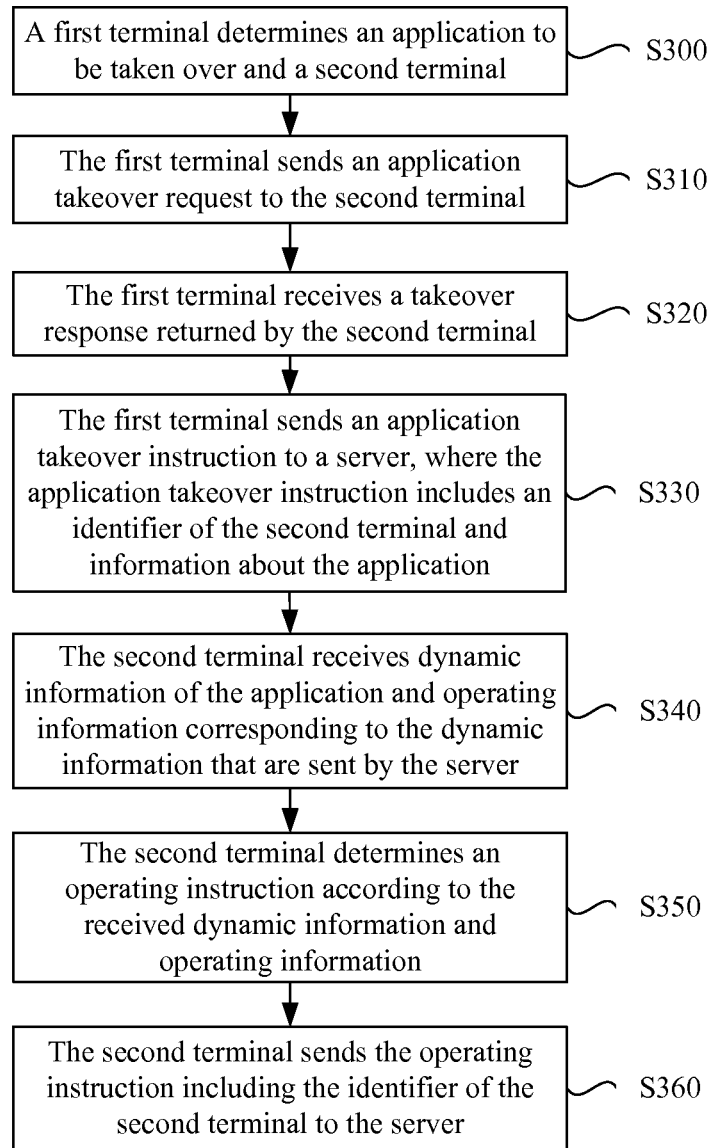 A first terminal determines an application to
be taken over and a second terminal
S300
The first terminal sends an application
takeover request to the second terminal
S310
The first terminal receives a takeover
response returned by the second terminal
S320
The first terminal sends an application
takeover instruction to a server, where the
application takeover instruction includes an
identifier of the second terminal and
information about the application
S330
The second terminal receives dynamic
information of the application and operating
information corresponding to the dynamic
information that are sent by the server
S340
The second terminal determines an
operating instruction according to the
received dynamic information and
operating information
S350
The second terminal sends the operating
instruction including the identifier of the
second terminal to the server
S360